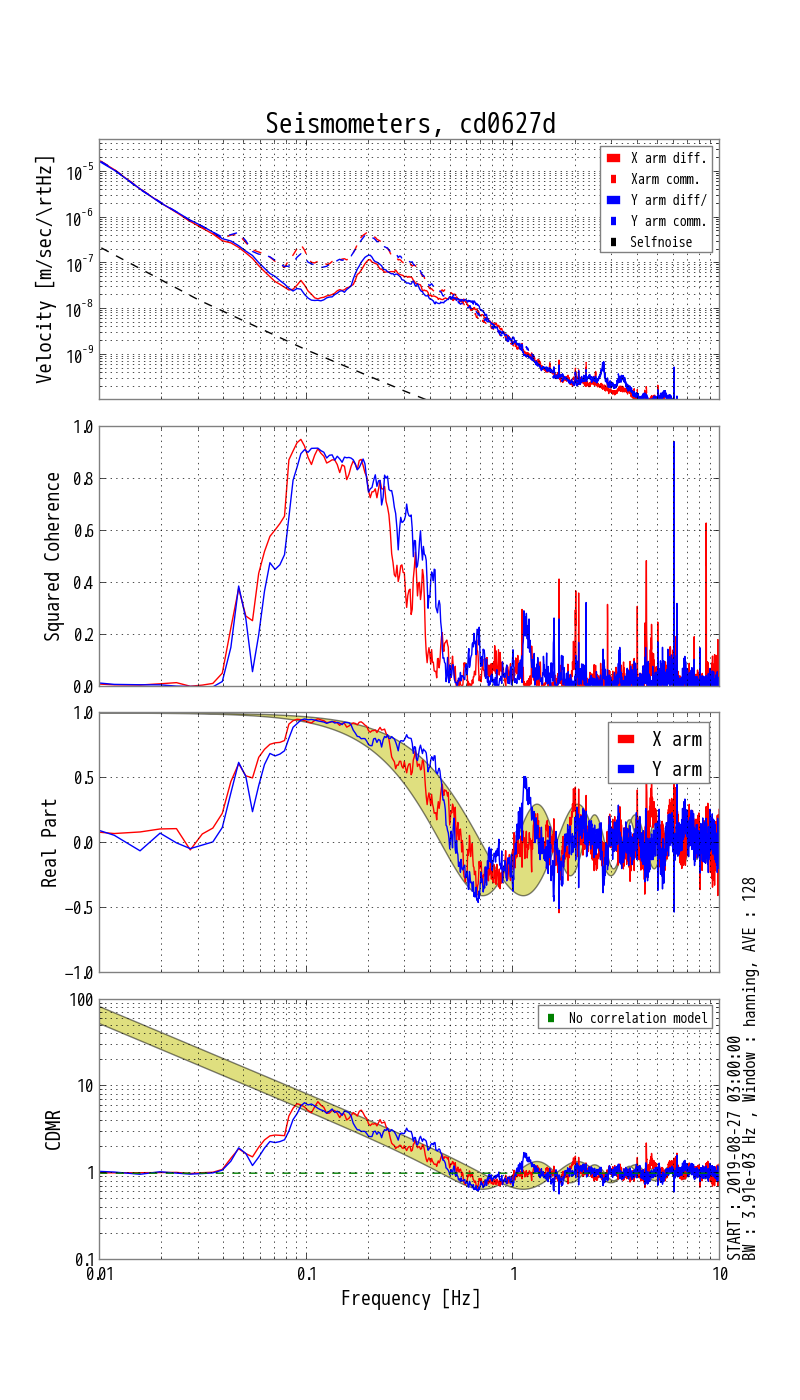 Seismometers, cd0627d
Velocity [m/sec/\rtHz]
10^-5
10^-6
10^-7
10^-8
10^-9
X arm diff.
Xarm comm.
Y arm diff/
Y arm comm.
Selfnoise
Squared Coherence
1.0
0.8
0.6
0.4
0.2
0.0
Real Part
1.0
0.5
0.0
−0.5
−1.0
X arm
Y arm
CDMR
100
10
1
0.1
No correlation model
0.01
0.1
1
10
Frequency [Hz]
START : 2019-08-27 03:00:00
BW : 3.91e-03 Hz , Window : hanning, AVE : 128